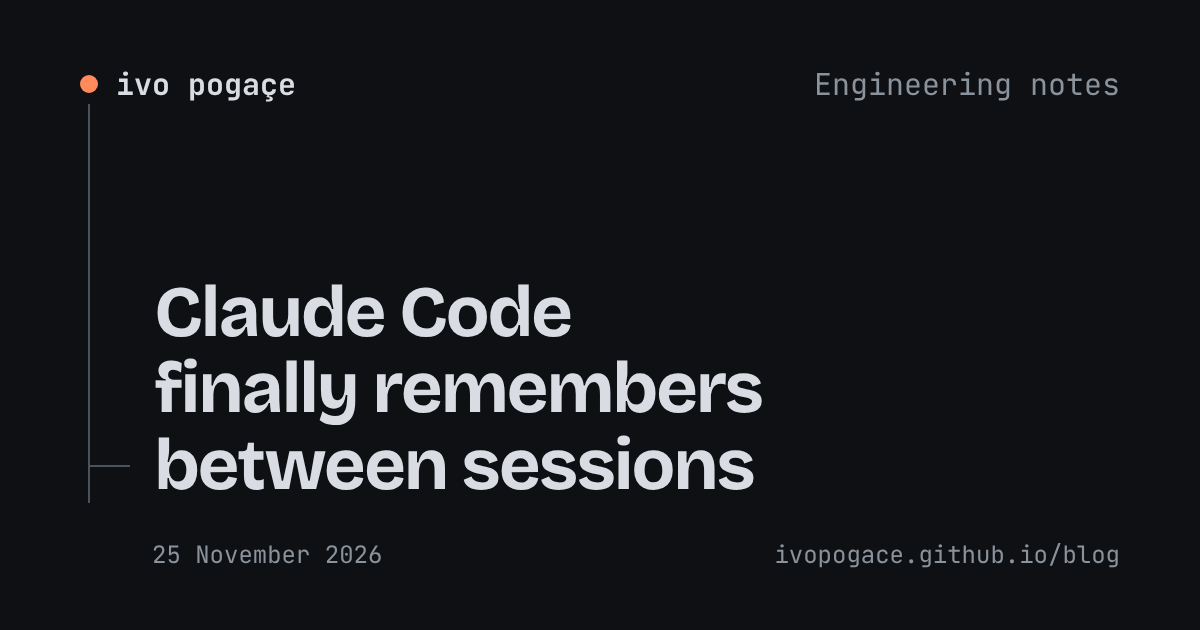 ivo pogaçe
Engineering notes
Claude Code
finally remembers
between sessions
25 November 2026
ivopogace.github.io/blog